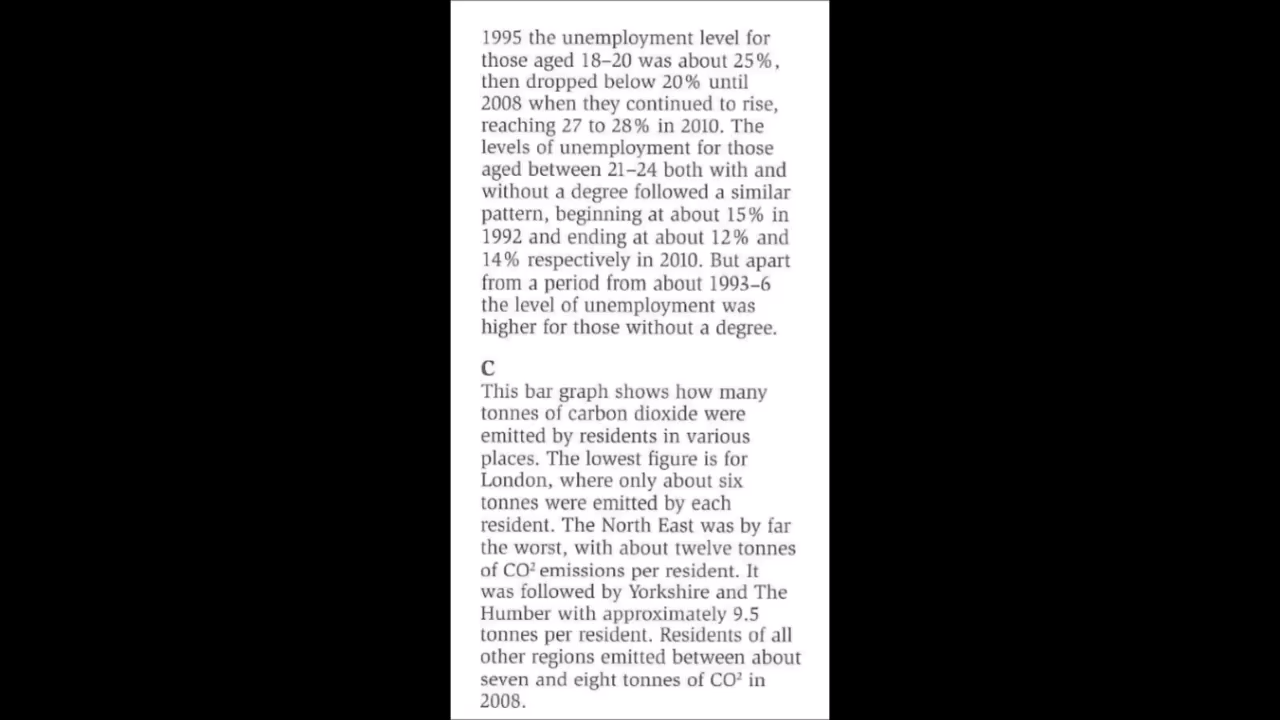 1995 the unemployment level for
those aged 18–20 was about 25%,
then dropped below 20% until
2008 when they continued to rise,
reaching 27 to 28% in 2010. The
levels of unemployment for those
aged between 21–24 both with and
without a degree followed a similar
pattern, beginning at about 15% in
1992 and ending at about 12% and
14% respectively in 2010. But apart
from a period from about 1993–6
the level of unemployment was
higher for those without a degree.
C
This bar graph shows how many
tonnes of carbon dioxide were
emitted by residents in various
places. The lowest figure is for
London, where only about six
tonnes were emitted by each
resident. The North East was by far
the worst, with about twelve tonnes
of CO² emissions per resident. It
was followed by Yorkshire and The
Humber with approximately 9.5
tonnes per resident. Residents of all
other regions emitted between about
seven and eight tonnes of CO² in
2008.